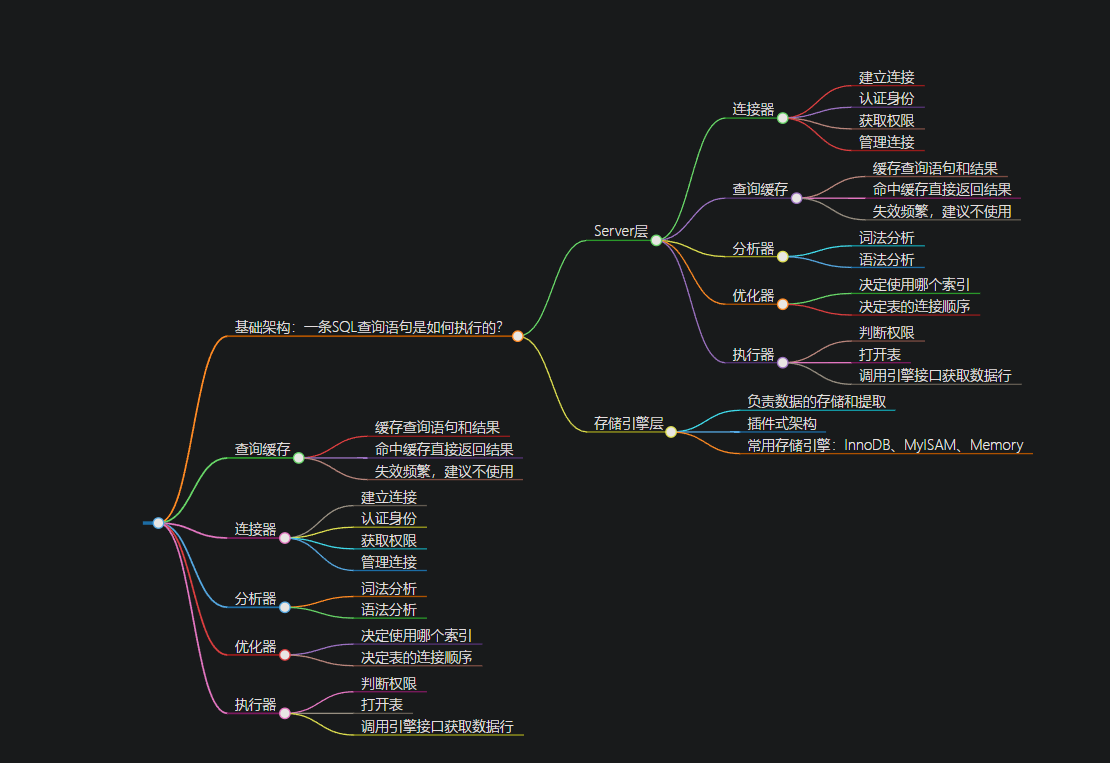 基础架构：一条SQL查询语句是如何执行的?
Server层
连接器
建立连接
认证身份
获取权限
管理连接
查询缓存
缓存查询语句和结果
命中缓存直接返回结果
失效频繁，建议不使用
分析器
词法分析
语法分析
优化器
决定使用哪个索引
决定表的连接顺序
执行器
判断权限
打开表
调用引擎接口获取数据行
存储引擎层
负责数据的存储和提取
插件式架构
常用存储引擎：InnoDB、MyISAM、Memory
查询缓存
缓存查询语句和结果
命中缓存直接返回结果
失效频繁，建议不使用
连接器
建立连接
认证身份
获取权限
管理连接
分析器
词法分析
语法分析
优化器
决定使用哪个索引
决定表的连接顺序
执行器
判断权限
打开表
调用引擎接口获取数据行